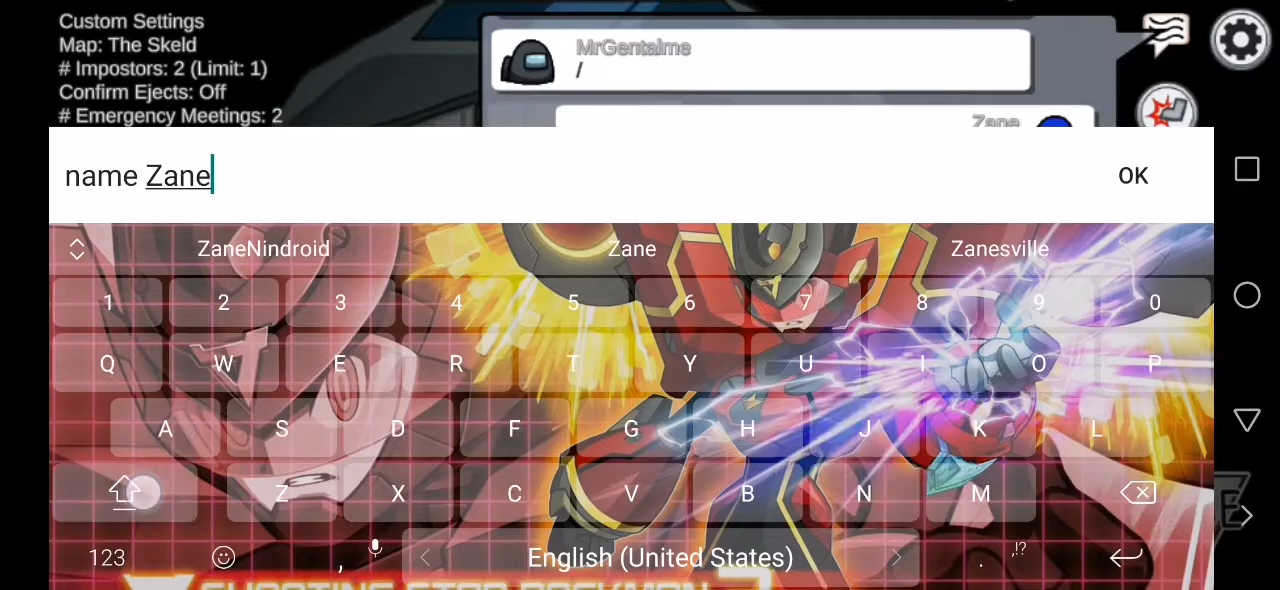 Custom Settings
Map: The Skeld
# Impostors: 2 (Limit: 1)
Confirm Ejects: Off
# Emergency Meetings: 2
MrGentalme
/
Zane
name Zane
OK
ZaneNindroid Zane Zanesville
1 2 3 4 5 6 7 8 9 0
Q W E R T Y U I O P
A S D F G H J K L
Z X C V B N M
123 , < English (United States) > . ,!?